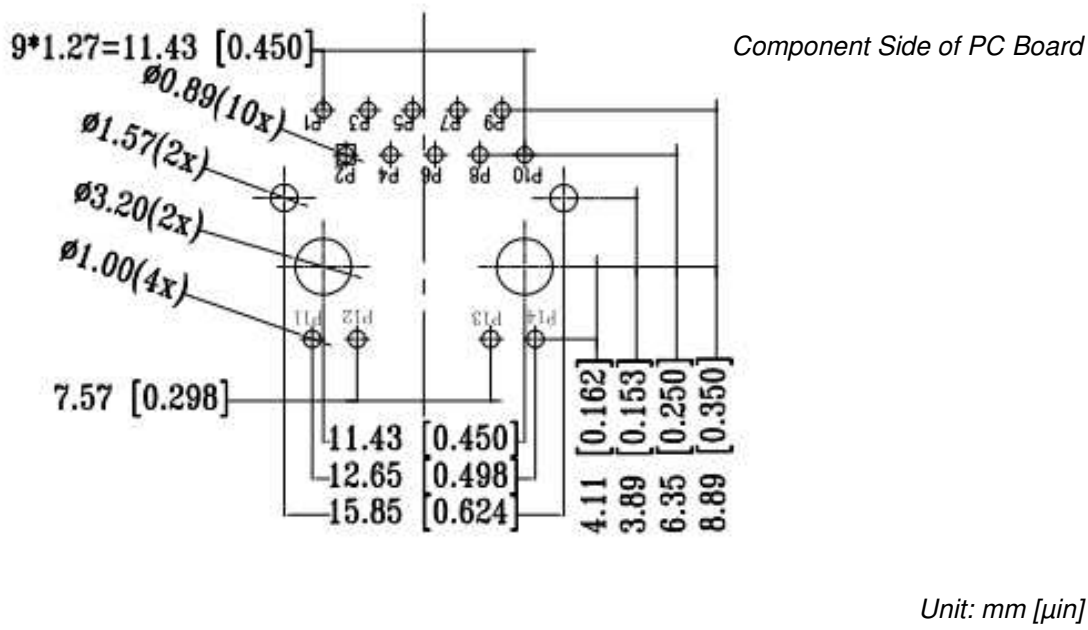 9*1.27=11.43 [0.450]
Component Side of PC Board
ø0.89(10x)
ø1.57(2x)
ø3.20(2x)
ø1.00(4x)
P1 P3 P5 P7 P9
P2 P4 P6 P8 P10
P11 P12 P13 P14
7.57 [0.298]
11.43 [0.450]
12.65 [0.498]
15.85 [0.624]
4.11 [0.162]
3.89 [0.153]
6.35 [0.250]
8.89 [0.350]
Unit: mm [μin]